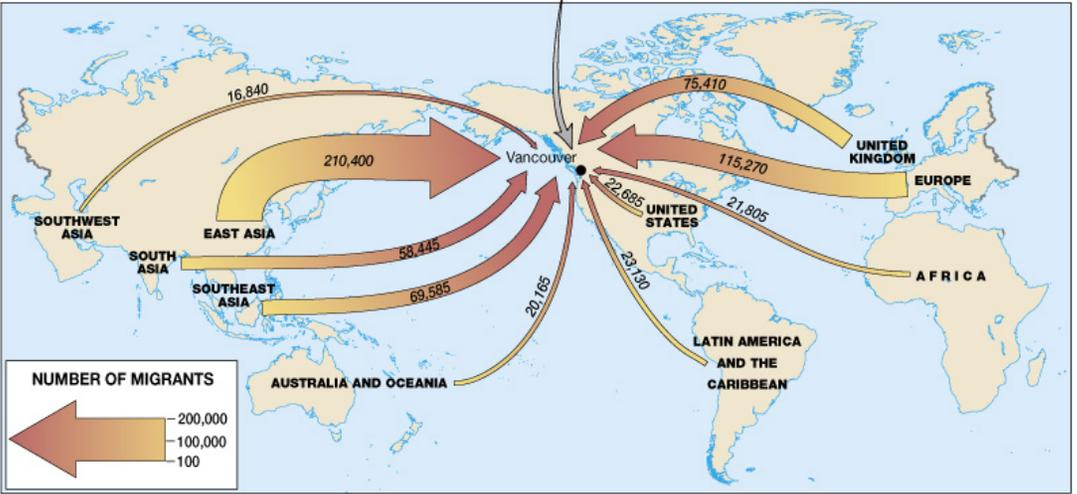 16,840
75,410
210,400
Vancouver
UNITED
KINGDOM
115,270
EUROPE
22,685
UNITED
STATES
21,805
SOUTHWEST
ASIA
EAST ASIA
SOUTH
ASIA
58,445
SOUTHEAST
ASIA
69,585
20,165
23,130
AFRICA
LATIN AMERICA
AND THE
CARIBBEAN
AUSTRALIA AND OCEANIA
NUMBER OF MIGRANTS
200,000
100,000
100